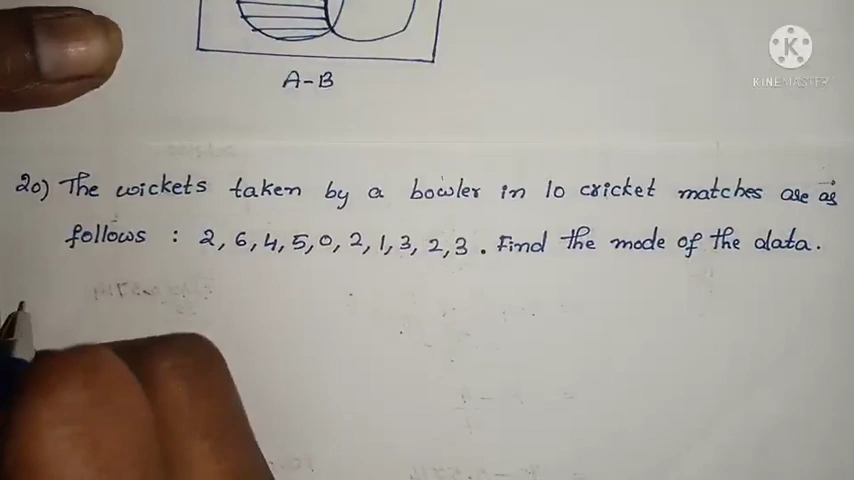 K
KINEMASTER
A-B
20) The wickets taken by a bowler in 10 cricket matches are as
follows : 2, 6, 4, 5, 0, 2, 1, 3, 2, 3. Find the mode of the data.